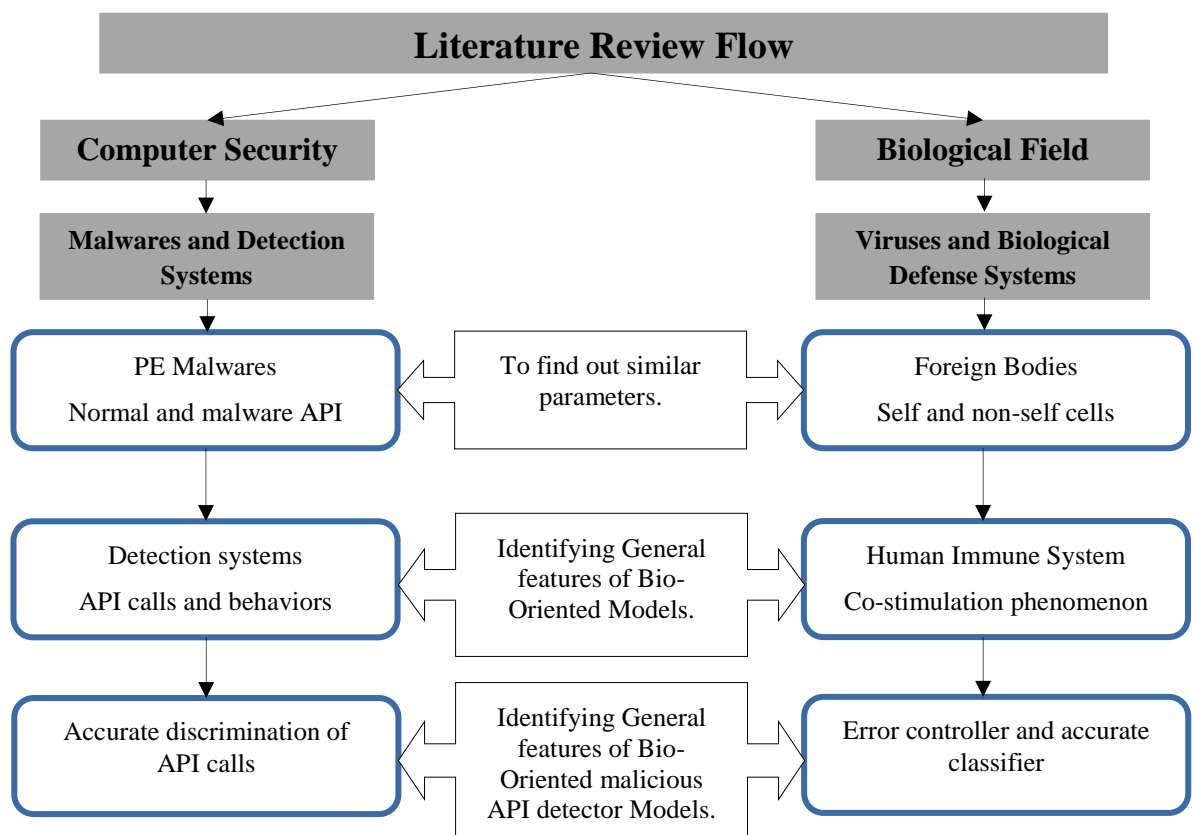 Literature Review Flow
Computer Security
Biological Field
Malwares and Detection
Systems
Viruses and Biological
Defense Systems
PE Malwares
Normal and malware API
To find out similar
parameters.
Foreign Bodies
Self and non-self cells
Detection systems
API calls and behaviors
Identifying General
features of Bio-
Oriented Models.
Human Immune System
Co-stimulation phenomenon
Accurate discrimination of
API calls
Identifying General
features of Bio-
Oriented malicious
API detector Models.
Error controller and accurate
classifier